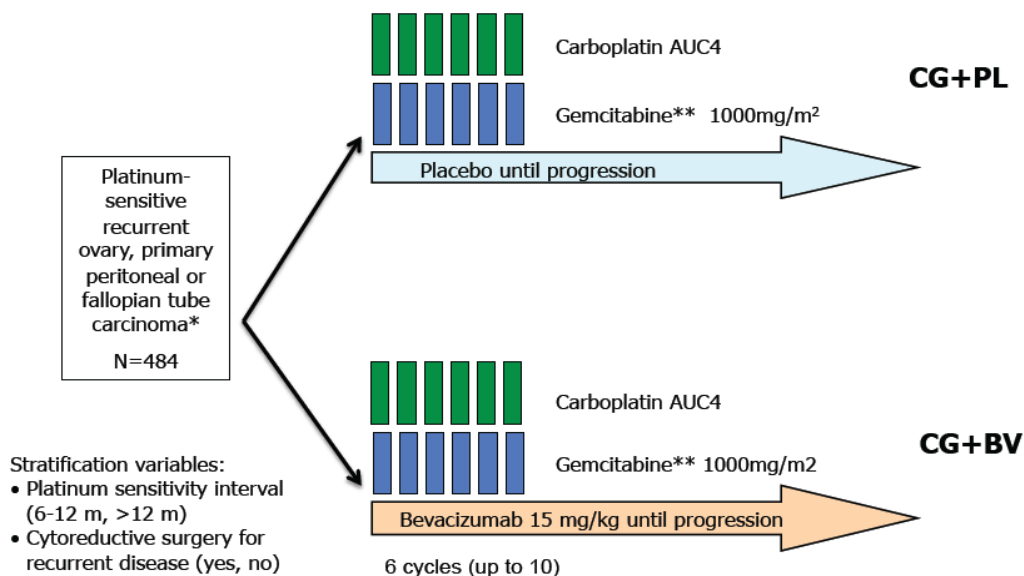 Carboplatin AUC4
CG+PL
Gemcitabine** 1000mg/m²
Placebo until progression
Platinum-
sensitive
recurrent
ovary, primary
peritoneal or
fallopian tube
carcinoma*
N=484
Carboplatin AUC4
CG+BV
Gemcitabine** 1000mg/m2
Bevacizumab 15 mg/kg until progression
6 cycles (up to 10)
Stratification variables:
• Platinum sensitivity interval
(6-12 m, >12 m)
• Cytoreductive surgery for
recurrent disease (yes, no)